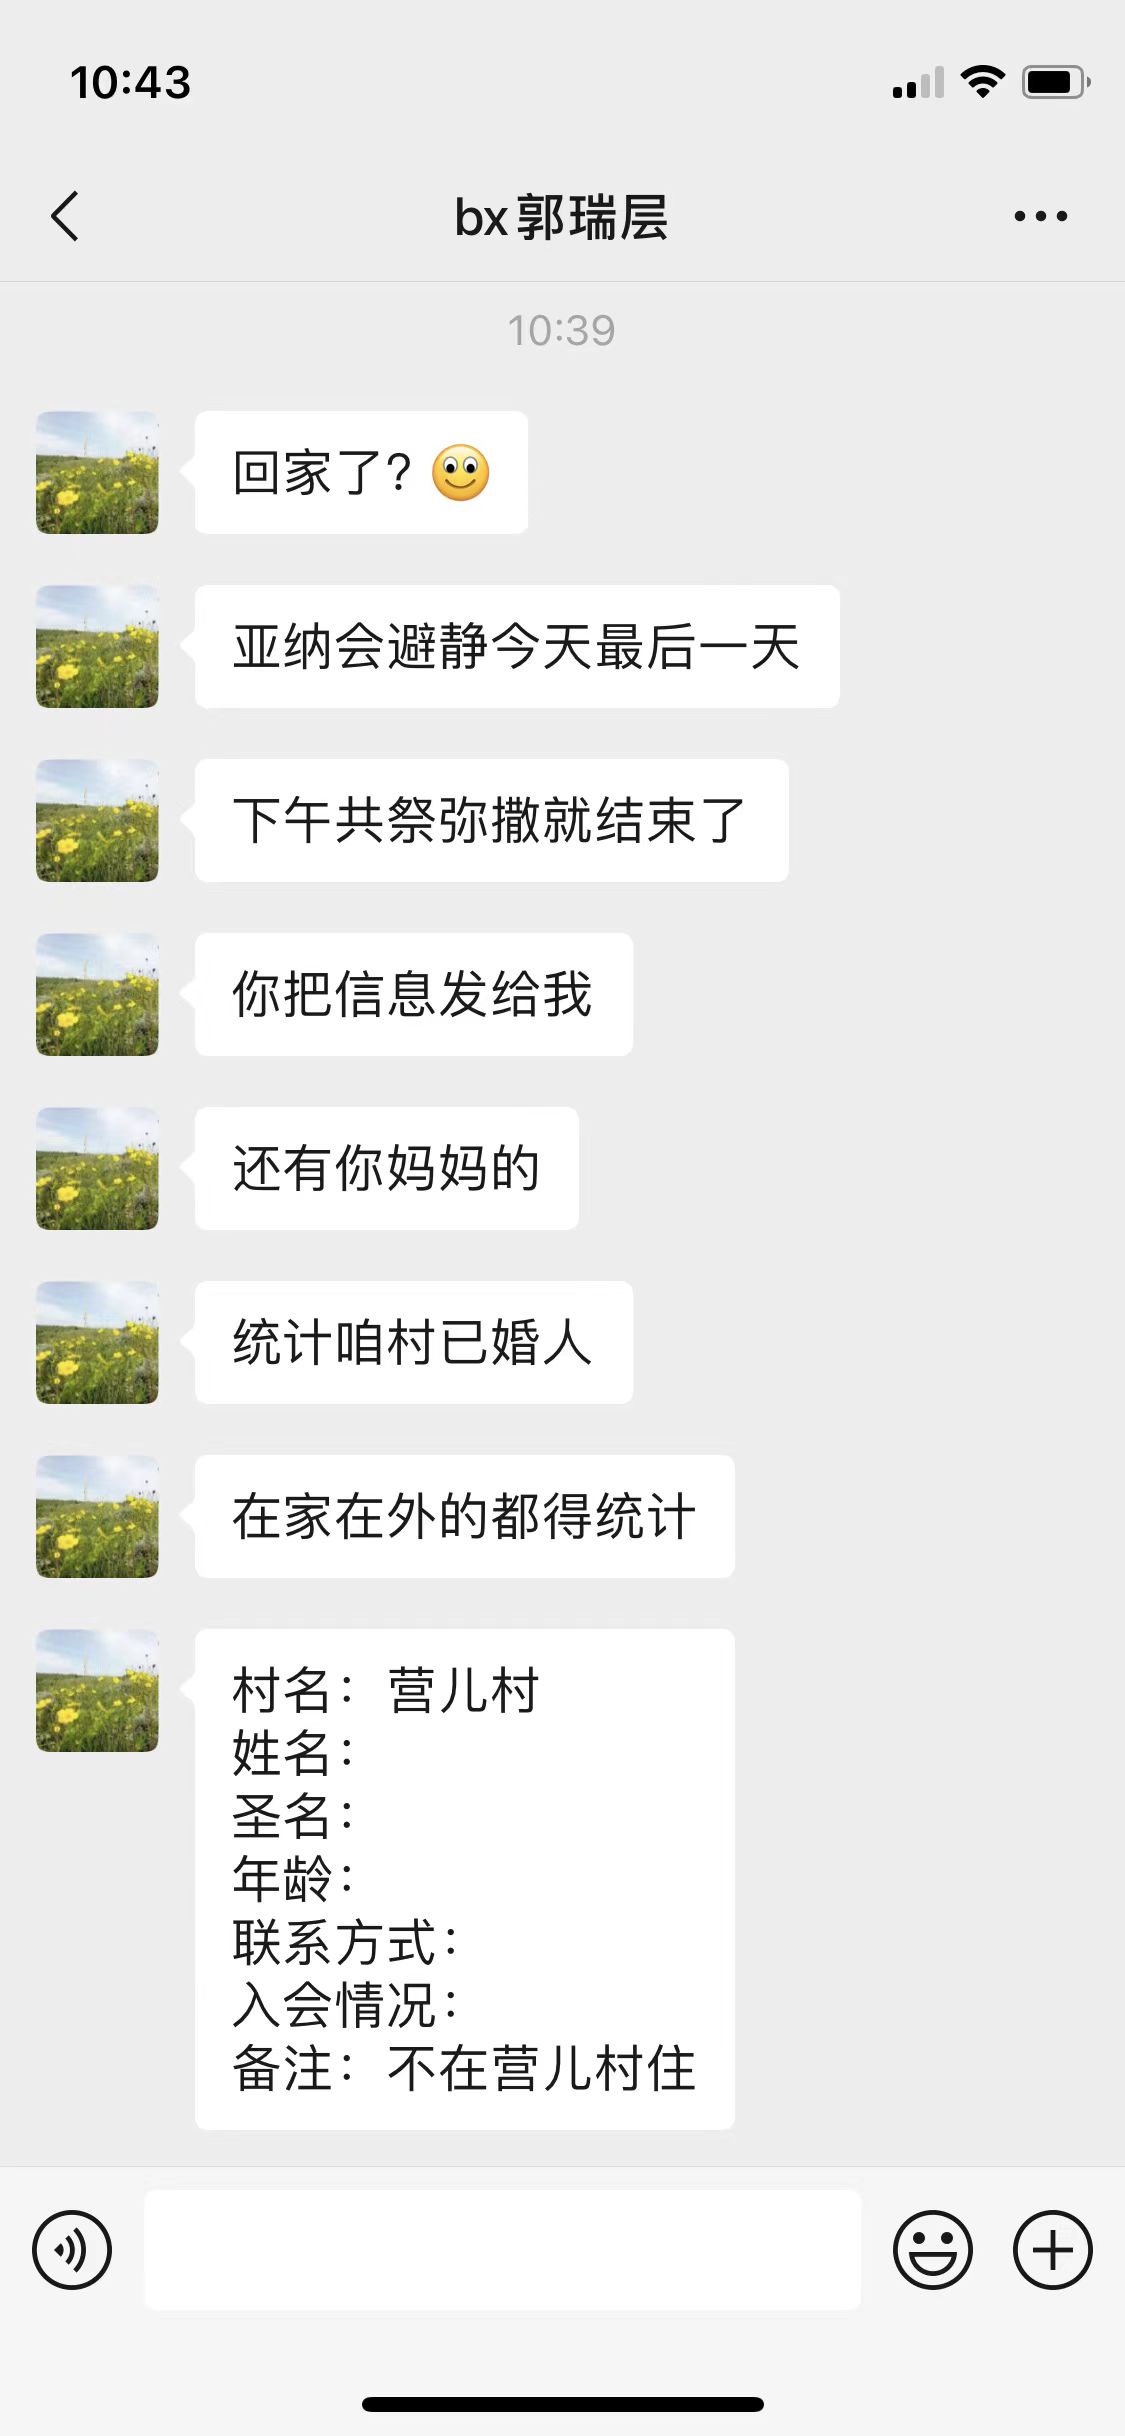 10:43
bx郭瑞层
10:39
回家了?
亚纳会避静今天最后一天
下午共祭弥撒就结束了
你把信息发给我
还有你妈妈的
统计咱村已婚人
在家在外的都得统计
村名：营儿村
姓名：
圣名：
年龄：
联系方式：
入会情况：
备注：不在营儿村住